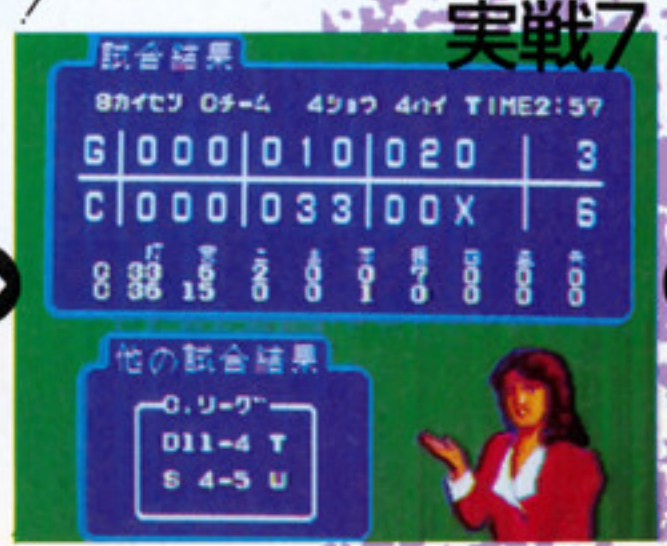 実戦7
試合結果
8カイセン Cチーム 4ショウ 4ハイ TIME2:57
G 000 010 020 3
C 000 033 00X 6
打 安
G 33 6 2 0 0 7 0 0 0
C 36 15 0 0 1 0 0 0 0
他の試合結果
C.リーグ
D11-4 T
S 4-5 U